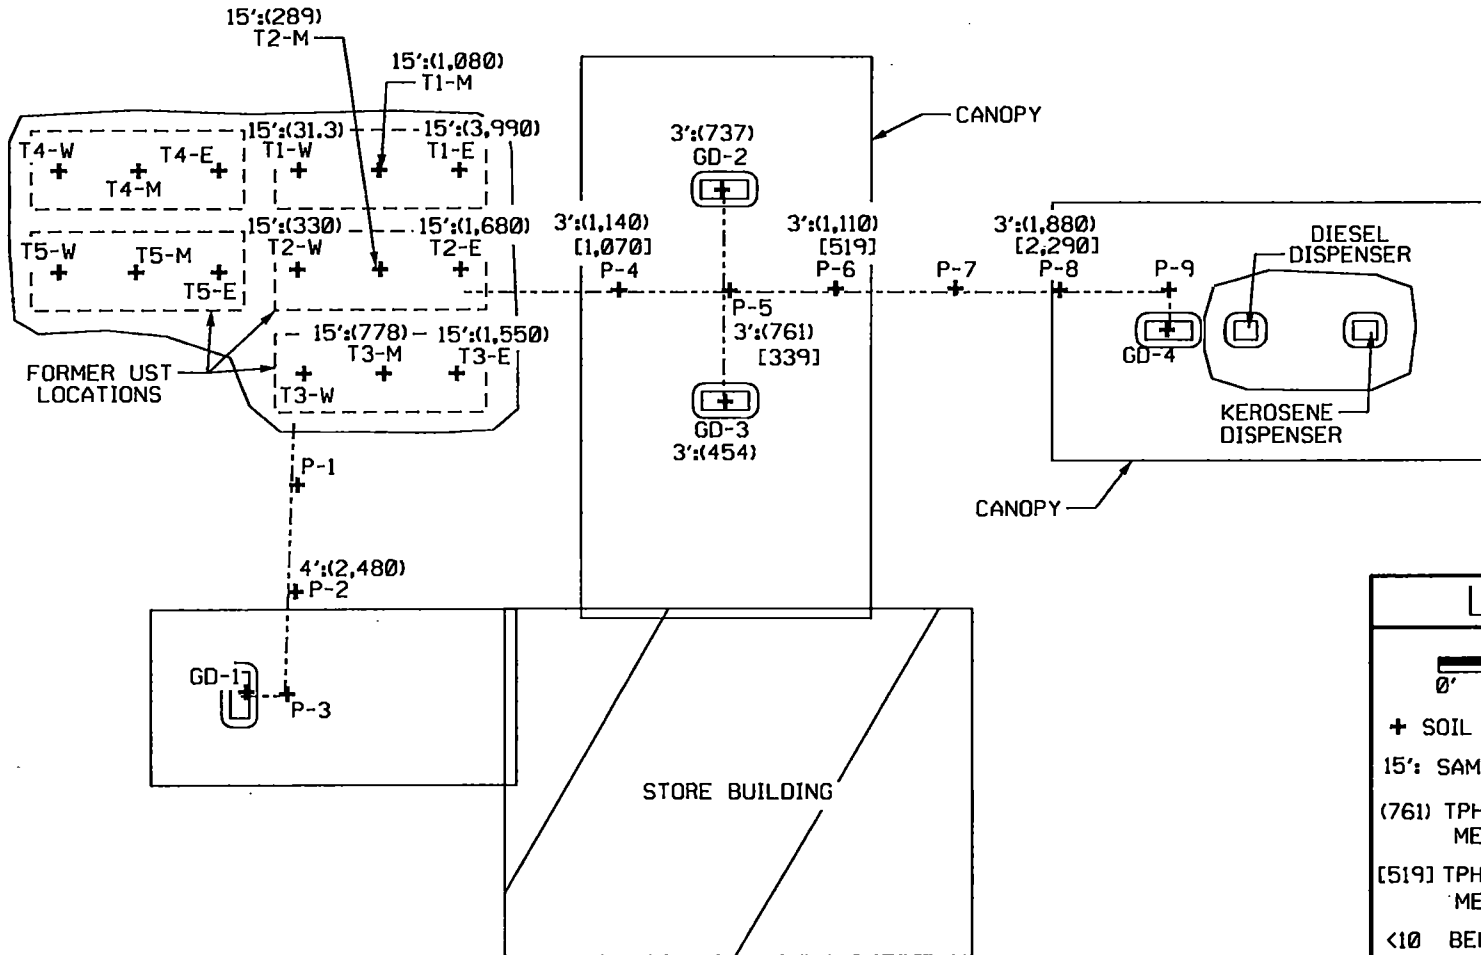 15':(289)
T2-M
15':(1,080)
T1-M
CANOPY
15':(31.3)
15':(3,990)
T4-W
T4-E
T1-W
T1-E
T4-M
3':(737)
GD-2
15':(330)
15':(1,680)
T5-W
T5-M
T2-W
T2-E
T5-E
3':(1,140)
[1,070]
P-4
3':(1,110)
[519]
P-6
P-7
3':(1,880)
[2,290]
P-8
P-9
DIESEL
DISPENSER
P-5
3':(761)
[339]
15':(778)
15':(1,550)
T3-M
T3-E
T3-W
FORMER UST
LOCATIONS
GD-4
KEROSENE
DISPENSER
GD-3
3':(454)
P-1
CANOPY
4':(2,480)
P-2
GD-1
P-3
STORE BUILDING
L
0'
+ SOIL
15': SAM
(761) TPH
ME
[519] TPH
ME
<10 BE